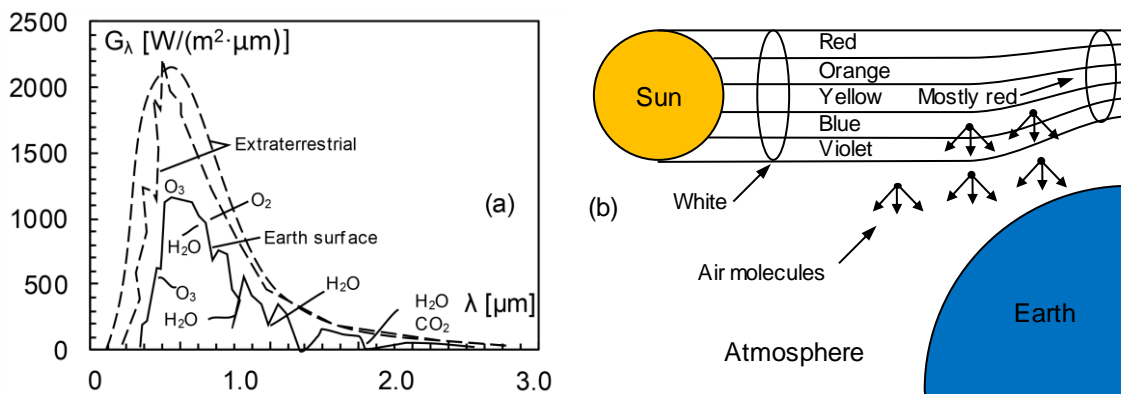 2500
G_λ [W/(m²·μm)]
2000
1500
1000
500
0
Extraterrestrial
O₃
O₂
(a)
H₂O
Earth surface
O₃
H₂O
H₂O
λ [μm]
H₂O
CO₂
0
1.0
2.0
3.0
Red
Orange
Sun
Yellow
Mostly red
Blue
Violet
White
(b)
Air molecules
Earth
Atmosphere